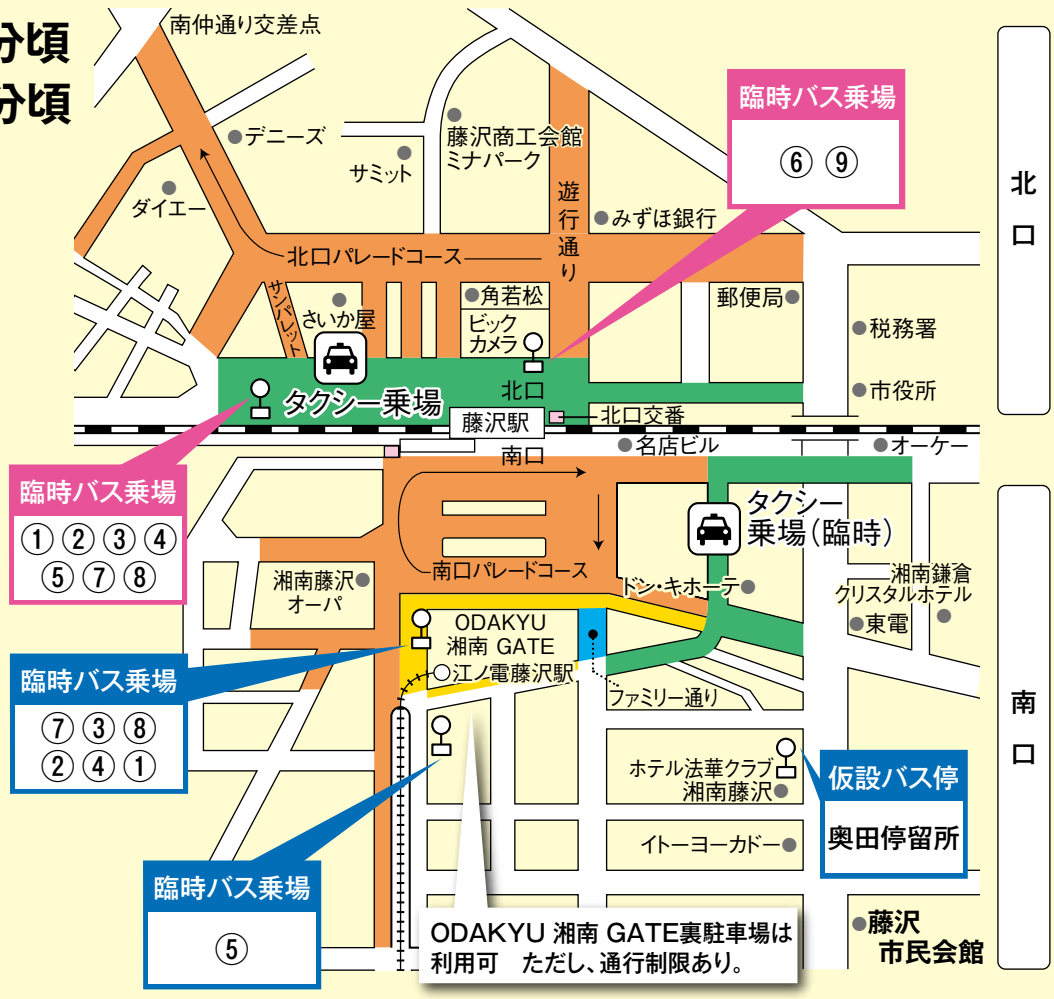 分頃
分頃
南仲通り交差点
デニーズ
サミット
藤沢商工会館
ミナパーク
ダイエー
遊行通り
みずほ銀行
臨時バス乗場
⑥ ⑨
北口
北口パレードコース
サンパレット
さいか屋
角若松
ビック
カメラ
郵便局
税務署
市役所
タクシー乗場
北口
北口交番
藤沢駅
南口
名店ビル
オーケー
臨時バス乗場
① ② ③ ④
⑤ ⑦ ⑧
タクシー
乗場(臨時)
南口パレードコース
湘南藤沢
オーパ
ドン・キホーテ
湘南鎌倉
クリスタルホテル
東電
ODAKYU
湘南 GATE
江ノ電藤沢駅
ファミリー通り
臨時バス乗場
⑦ ③ ⑧
② ④ ①
南口
ホテル法華クラブ
湘南藤沢
仮設バス停
奥田停留所
イトーヨーカドー
臨時バス乗場
⑤
ODAKYU 湘南 GATE裏駐車場は
利用可 ただし、通行制限あり。
藤沢
市民会館